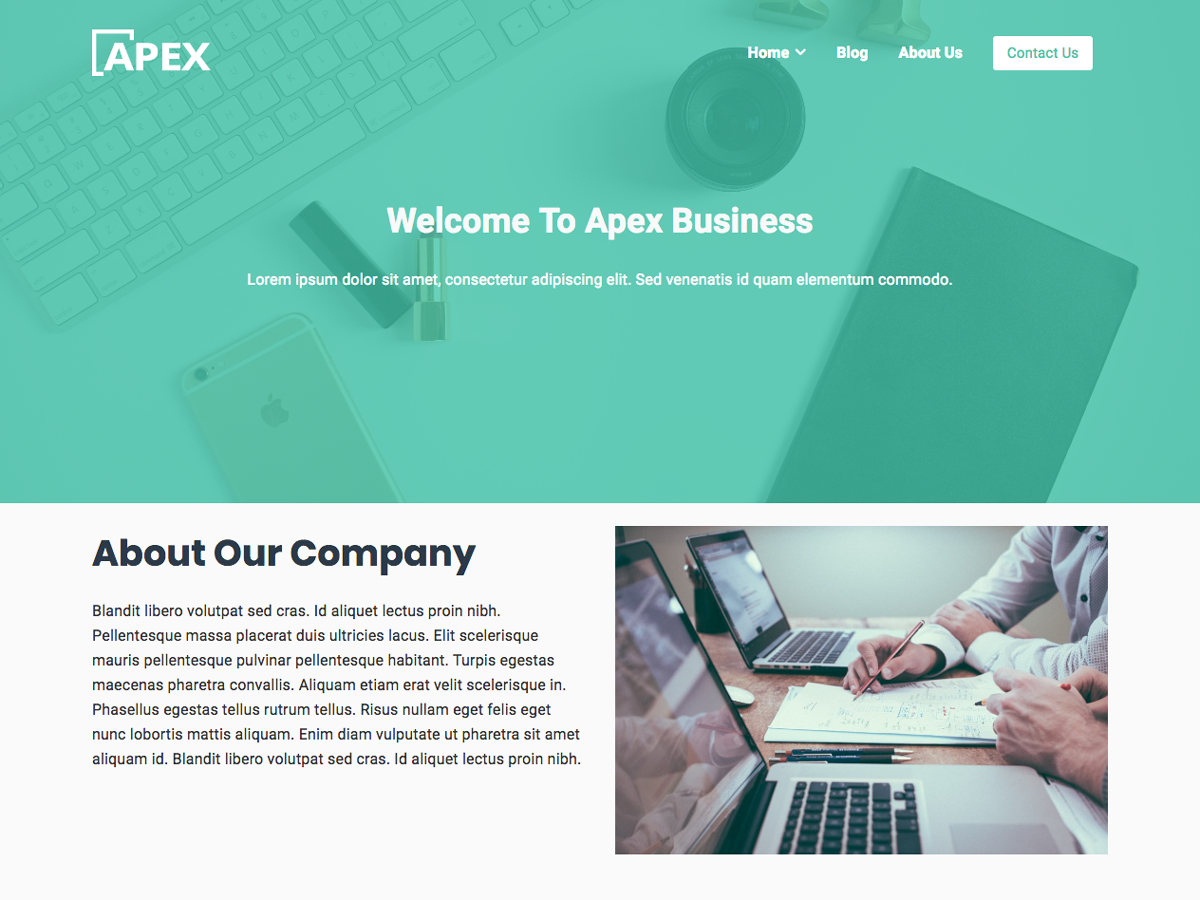 APEX
Home
Blog
About Us
Contact Us
Welcome To Apex Business
Lorem ipsum dolor sit amet, consectetur adipiscing elit. Sed venenatis id quam elementum commodo.
About Our Company
Blandit libero volutpat sed cras. Id aliquet lectus proin nibh.
Pellentesque massa placerat duis ultricies lacus. Elit scelerisque
mauris pellentesque pulvinar pellentesque habitant. Turpis egestas
maecenas pharetra convallis. Aliquam etiam erat velit scelerisque in.
Phasellus egestas tellus rutrum tellus. Risus nullam eget felis eget
nunc lobortis mattis aliquam. Enim diam vulputate ut pharetra sit amet
aliquam id. Blandit libero volutpat sed cras. Id aliquet lectus proin nibh.